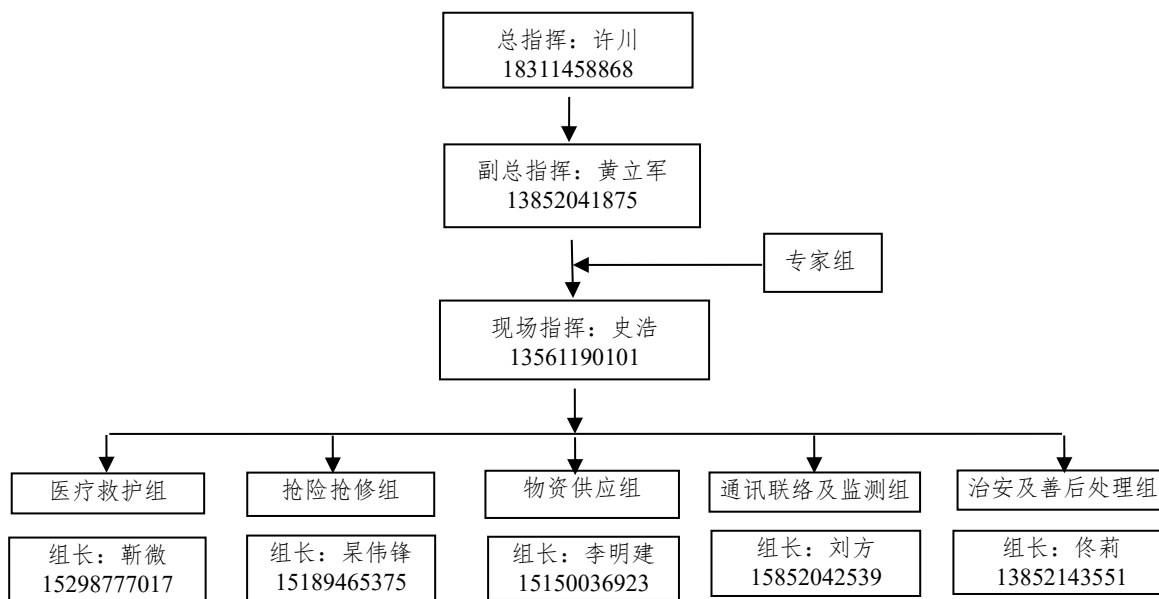 总指挥：许川
18311458868
副总指挥：黄立军
13852041875
专家组
现场指挥：史浩
13561190101
医疗救护组
抢险抢修组
物资供应组
通讯联络及监测组
治安及善后处理组
组长：靳微
15298777017
组长：杲伟锋
15189465375
组长：李明建
15150036923
组长：刘方
15852042539
组长：佟莉
13852143551